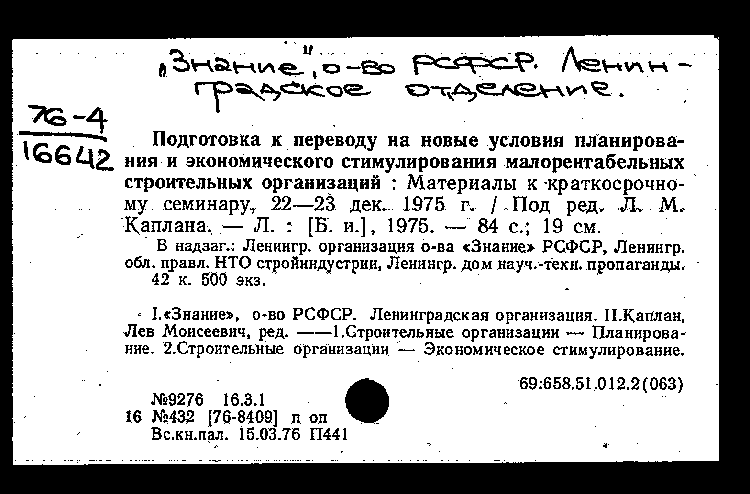 „Знание", о-во РСФСР. Ленин-
градское отделение.
76-4
16642
Подготовка к переводу на новые условия планирова-
ния и экономического стимулирования малорентабельных
строительных организаций : Материалы к краткосрочно-
му семинару, 22—23 дек. 1975 г. / Под ред. Л. М.
Каплана. — Л. : [Б. и.], 1975. — 84 с.; 19 см.
В надзаг.: Ленингр. организация о-ва «Знание» РСФСР, Ленингр.
обл. правл. НТО стройиндустрии, Ленингр. дом науч.-техн. пропаганды.
42 к. 500 экз.
I.«Знание», о-во РСФСР. Ленинградская организация. II.Каплан,
Лев Моисеевич, ред. ——1.Строительные организации — Планирова-
ние. 2.Строительные организации — Экономическое стимулирование.
69:658.51.012.2(063)
№9276 16.3.1
16 №432 [76-8409] п оп
Вс.кн.пал. 15.03.76 П441